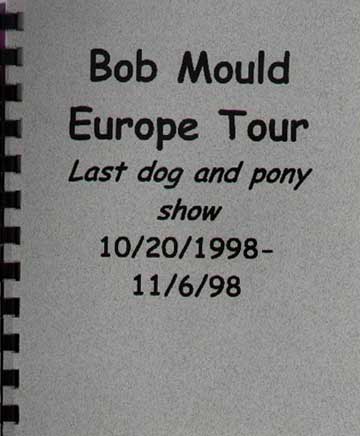 Bob Mould
Europe Tour
Last dog and pony
show
10/20/1998-
11/6/98